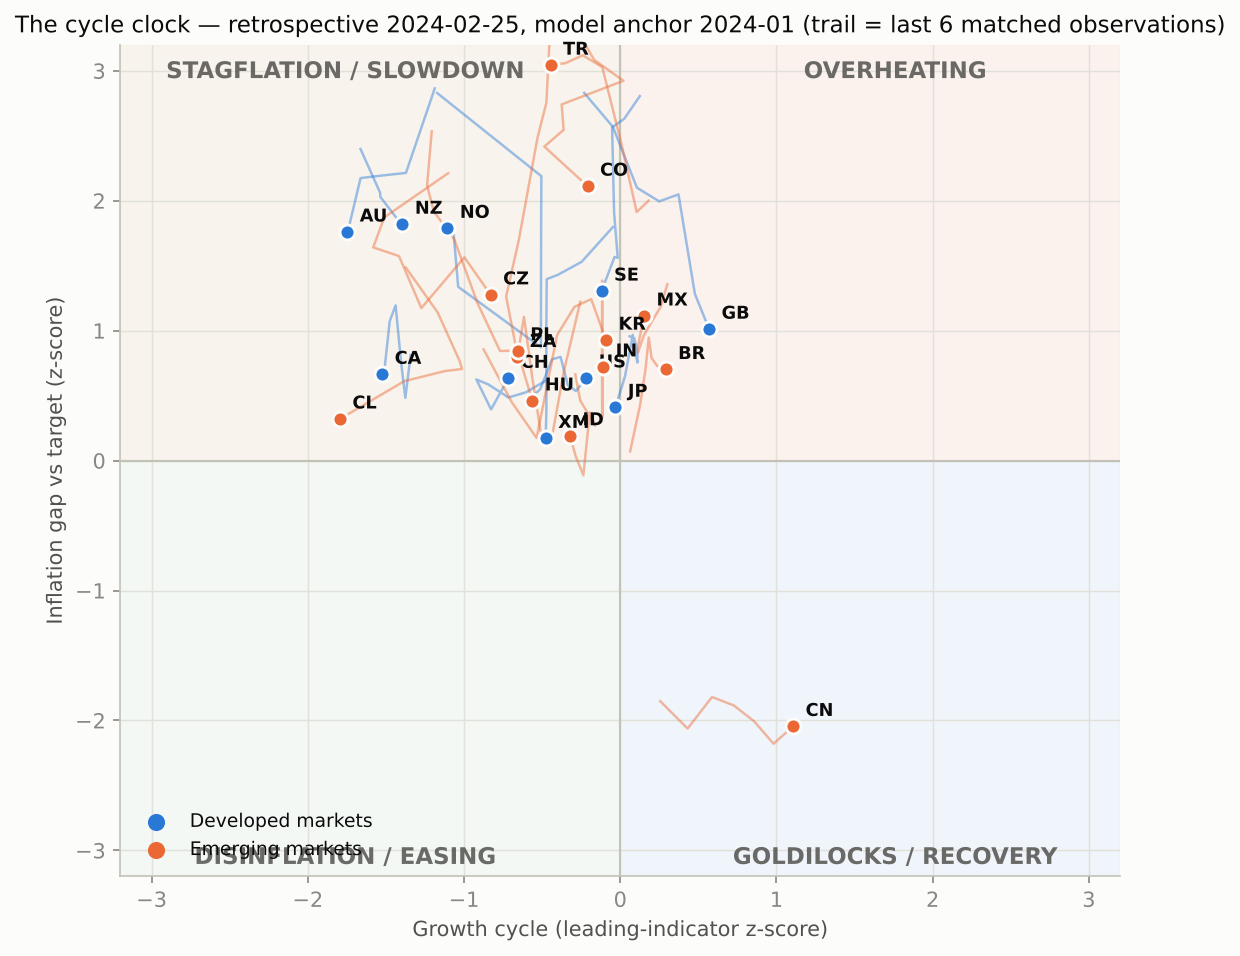 The cycle clock — retrospective 2024-02-25, model anchor 2024-01 (trail = last 6 matched observations)
STAGFLATION / SLOWDOWN
OVERHEATING
TR
CO
AU
NZ
NO
CZ
SE
MX
GB
KR
PL
ZA
IN
US
BR
CA
CH
HU
JP
CL
XM
ID
CN
Developed markets
Emerging markets
DISINFLATION / EASING
GOLDILOCKS / RECOVERY
3
2
1
0
−1
−2
−3
−3
−2
−1
0
1
2
3
Inflation gap vs target (z-score)
Growth cycle (leading-indicator z-score)